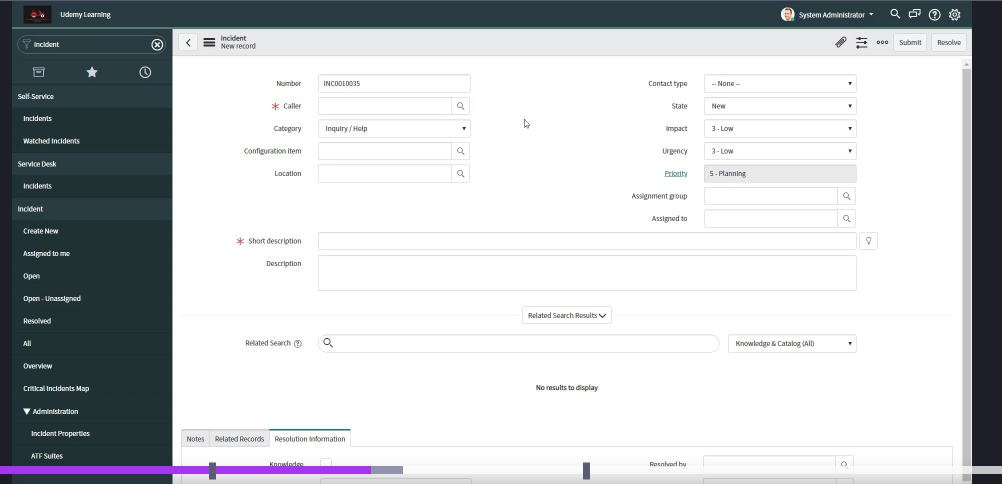 Udemy Learning
System Administrator
Incident
Incident
New record
Submit
Resolve
Self-Service
Incidents
Watched Incidents
Service Desk
Incidents
Incident
Create New
Assigned to me
Open
Open - Unassigned
Resolved
All
Overview
Critical Incidents Map
Administration
Incident Properties
ATF Suites
Number INC0010035
Caller
Category Inquiry / Help
Configuration item
Location
Contact type -- None --
State New
Impact 3 - Low
Urgency 3 - Low
Priority 5 - Planning
Assignment group
Assigned to
Short description
Description
Related Search Results
Related Search Knowledge & Catalog (All)
No results to display
Notes Related Records Resolution Information
Knowledge Resolved by